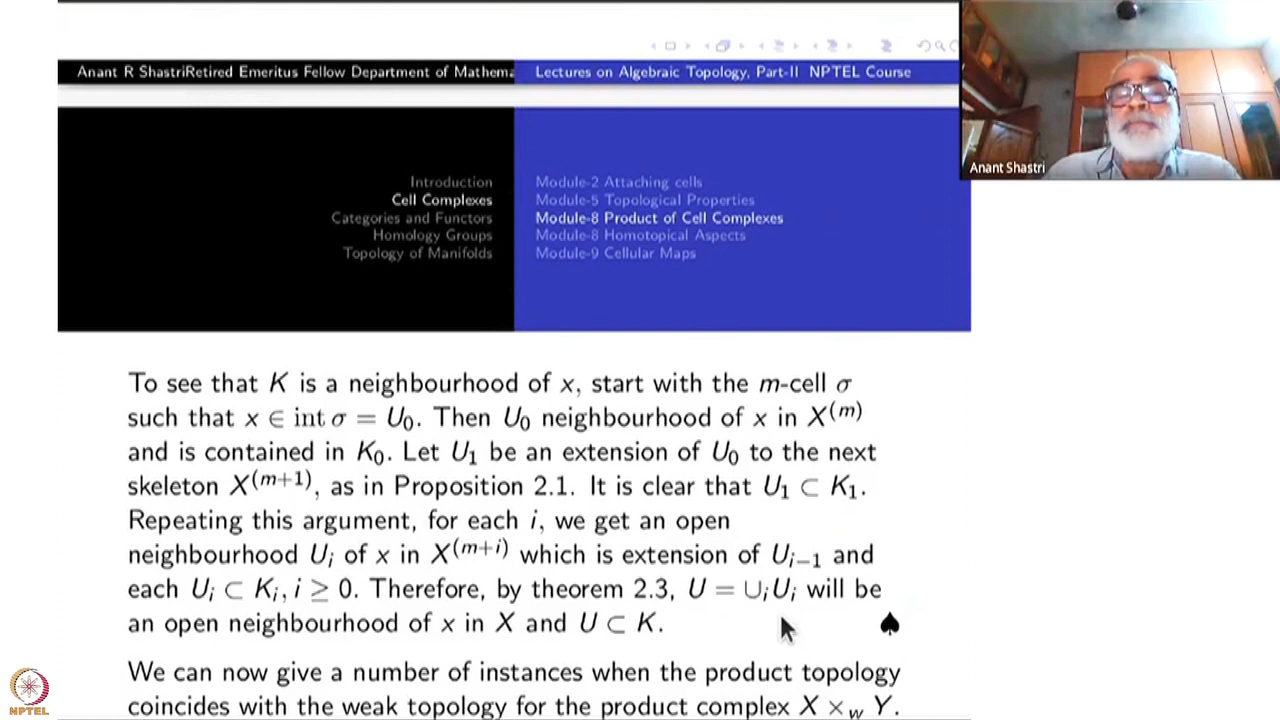 Anant R ShastriRetired Emeritus Fellow Department of Mathema
Lectures on Algebraic Topology, Part-II NPTEL Course
Anant Shastri
Introduction
Cell Complexes
Categories and Functors
Homology Groups
Topology of Manifolds
Module-2 Attaching cells
Module-5 Topological Properties
Module-8 Product of Cell Complexes
Module-8 Homotopical Aspects
Module-9 Cellular Maps
To see that K is a neighbourhood of x, start with the m-cell σ
such that x ∈ int σ = U₀. Then U₀ neighbourhood of x in X^(m)
and is contained in K₀. Let U₁ be an extension of U₀ to the next
skeleton X^(m+1), as in Proposition 2.1. It is clear that U₁ ⊂ K₁.
Repeating this argument, for each i, we get an open
neighbourhood U_i of x in X^(m+i) which is extension of U_{i−1} and
each U_i ⊂ K_i, i ≥ 0. Therefore, by theorem 2.3, U = ∪_iU_i will be
an open neighbourhood of x in X and U ⊂ K. ♠
We can now give a number of instances when the product topology
coincides with the weak topology for the product complex X ×_w Y.
NPTEL